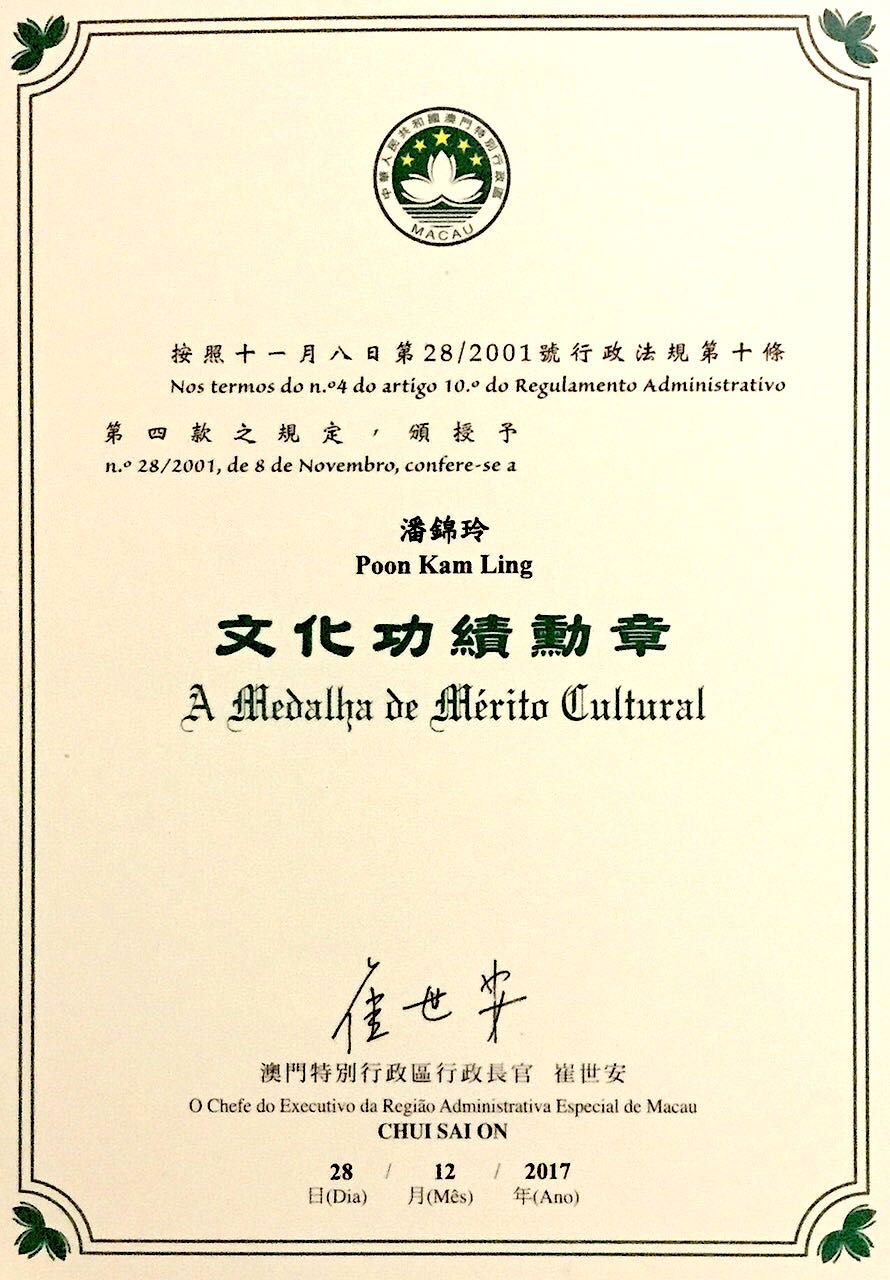 中華人民共和國澳門特別行政區
MACAU
按照十一月八日第28/2001號行政法規第十條
Nos termos do n.º4 do artigo 10.º do Regulamento Administrativo
第四款之規定，頒授予
n.º 28/2001, de 8 de Novembro, confere-se a
潘錦玲
Poon Kam Ling
文化功績勳章
A Medalha de Mérito Cultural
崔世安
澳門特別行政區行政長官 崔世安
O Chefe do Executivo da Região Administrativa Especial de Macau
CHUI SAI ON
28 / 12 / 2017
日(Dia) 月(Mês) 年(Ano)